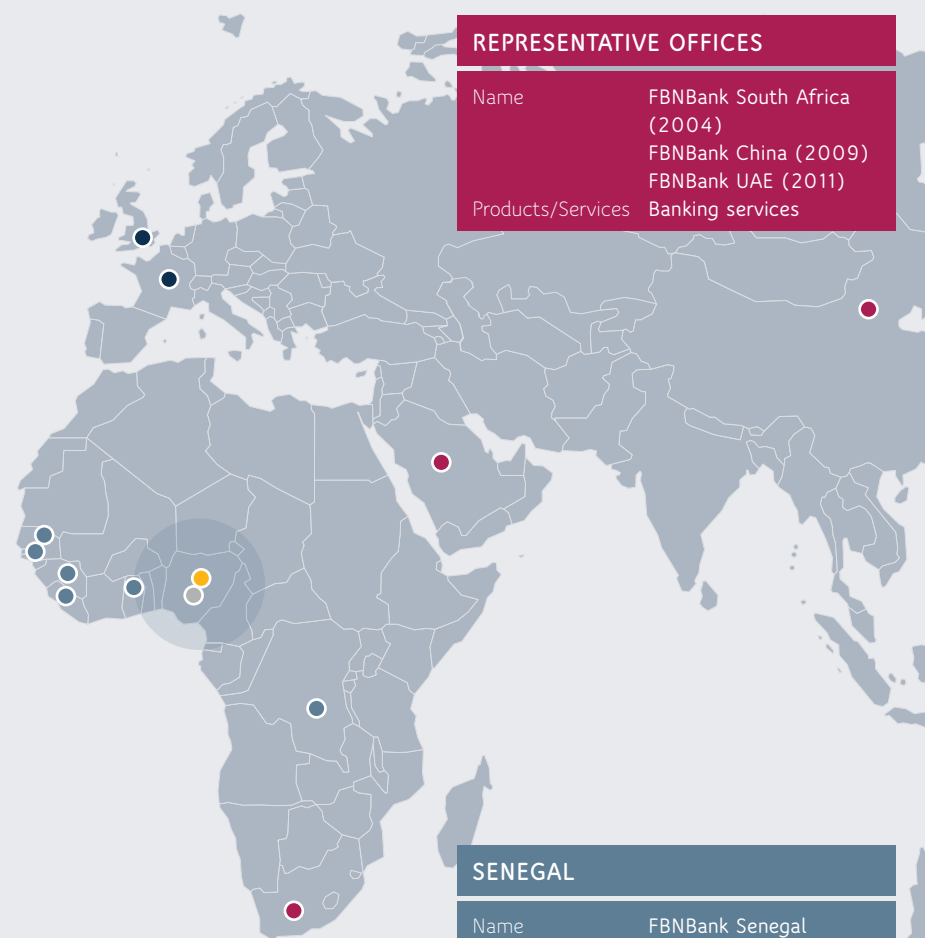 REPRESENTATIVE OFFICES
Name FBNBank South Africa
(2004)
FBNBank China (2009)
FBNBank UAE (2011)
Products/Services Banking services
SENEGAL
Name FBNBank Senegal